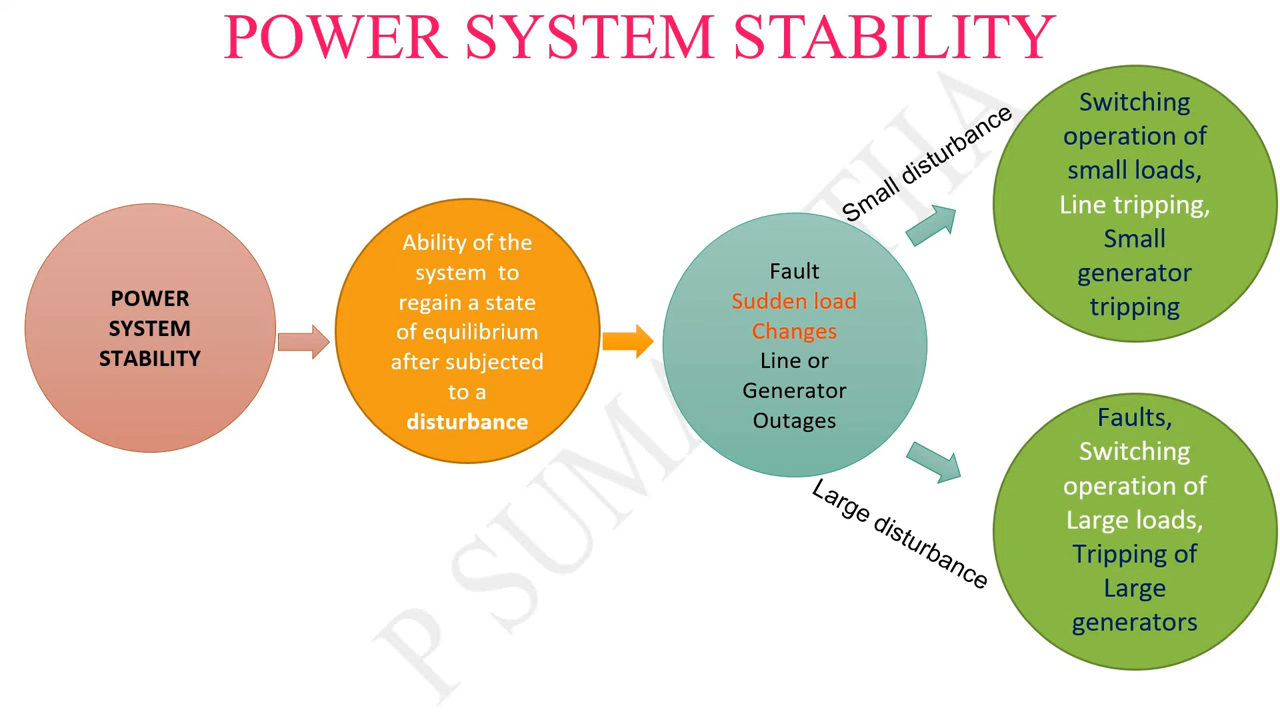 POWER SYSTEM STABILITY
POWER
SYSTEM
STABILITY
Ability of the
system to
regain a state
of equilibrium
after subjected
to a
disturbance
Fault
Sudden load
Changes
Line or
Generator
Outages
Small disturbance
Switching
operation of
small loads,
Line tripping,
Small
generator
tripping
Large disturbance
Faults,
Switching
operation of
Large loads,
Tripping of
Large
generators